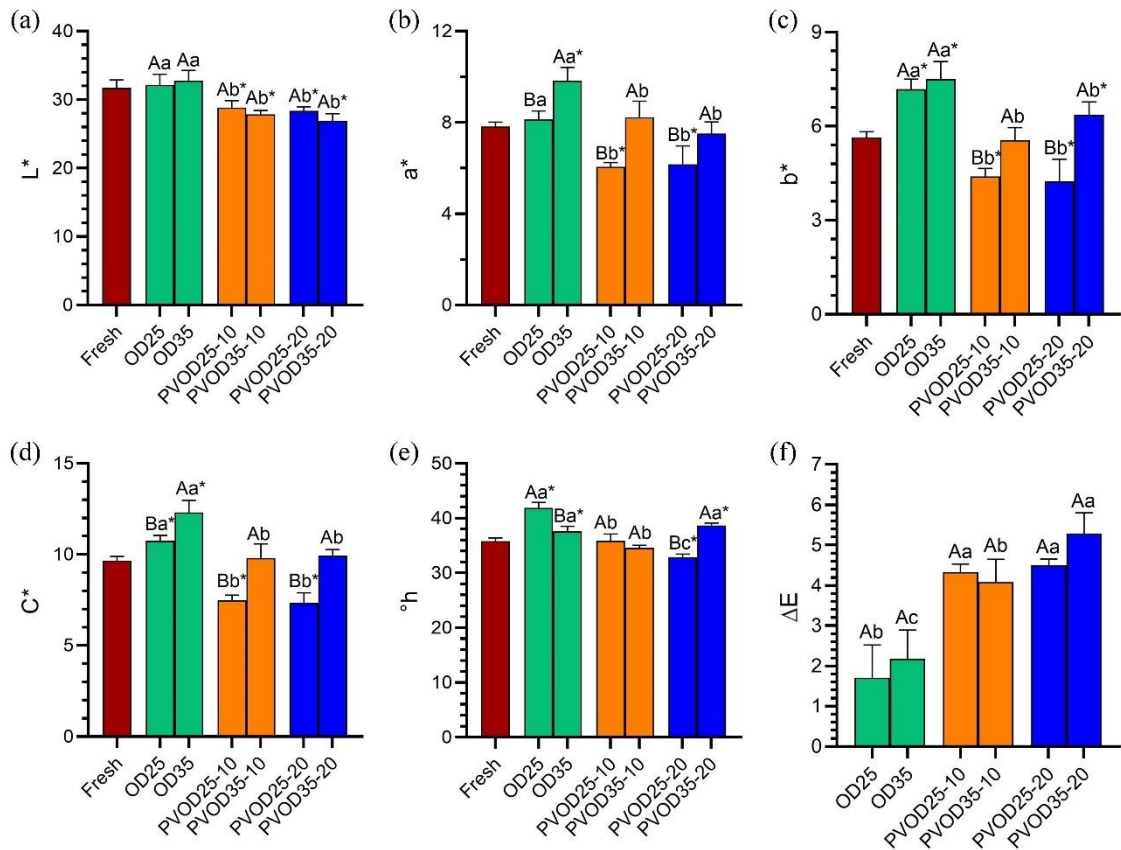 (a)
40
30
20
10
0
L*
Aa Aa
Ab* Ab*
Ab* Ab*
Fresh
OD25
OD35
PVOD25-10
PVOD35-10
PVOD25-20
PVOD35-20
(b)
12
8
4
0
a*
Ba
Aa*
Bb*
Ab
Bb*
Ab
Fresh
OD25
OD35
PVOD25-10
PVOD35-10
PVOD25-20
PVOD35-20
(c)
9
6
3
0
b*
Aa*
Aa*
Bb*
Ab
Bb*
Ab*
Fresh
OD25
OD35
PVOD25-10
PVOD35-10
PVOD25-20
PVOD35-20
(d)
15
10
5
0
C*
Ba*
Aa*
Bb*
Ab
Bb*
Ab
Fresh
OD25
OD35
PVOD25-10
PVOD35-10
PVOD25-20
PVOD35-20
(e)
50
40
30
20
10
0
°h
Aa*
Ba*
Ab
Ab
Bc*
Aa*
Fresh
OD25
OD35
PVOD25-10
PVOD35-10
PVOD25-20
PVOD35-20
(f)
7
6
5
4
3
2
1
0
ΔE
Ab
Ac
Aa
Ab
Aa
Aa
OD25
OD35
PVOD25-10
PVOD35-10
PVOD25-20
PVOD35-20